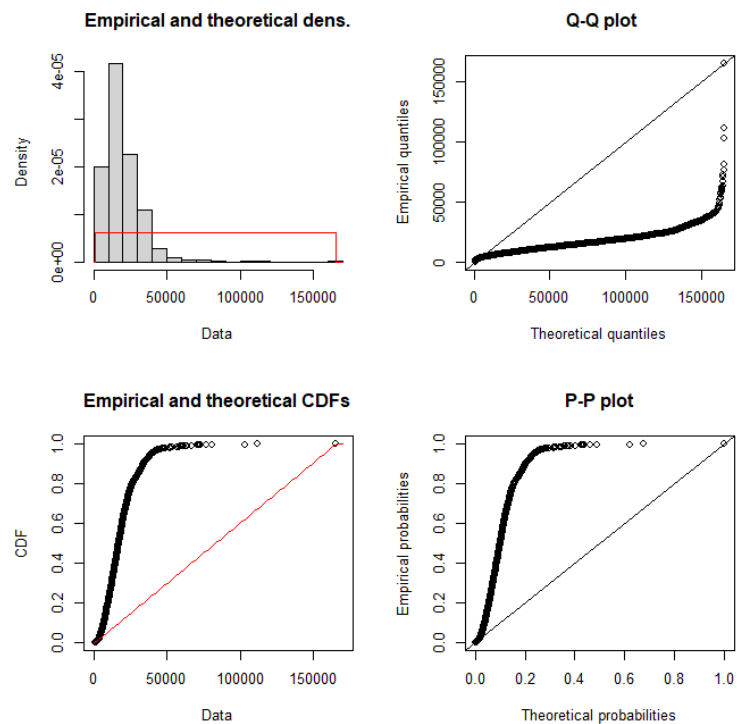 Empirical and theoretical dens.
Density
0e+00
2e-05
4e-05
0
50000
100000
150000
Data
Q-Q plot
Empirical quantiles
0
50000
100000
150000
0
50000
100000
150000
Theoretical quantiles
Empirical and theoretical CDFs
CDF
0.0
0.2
0.4
0.6
0.8
1.0
0
50000
100000
150000
Data
P-P plot
Empirical probabilities
0.0
0.2
0.4
0.6
0.8
1.0
0.0
0.2
0.4
0.6
0.8
1.0
Theoretical probabilities